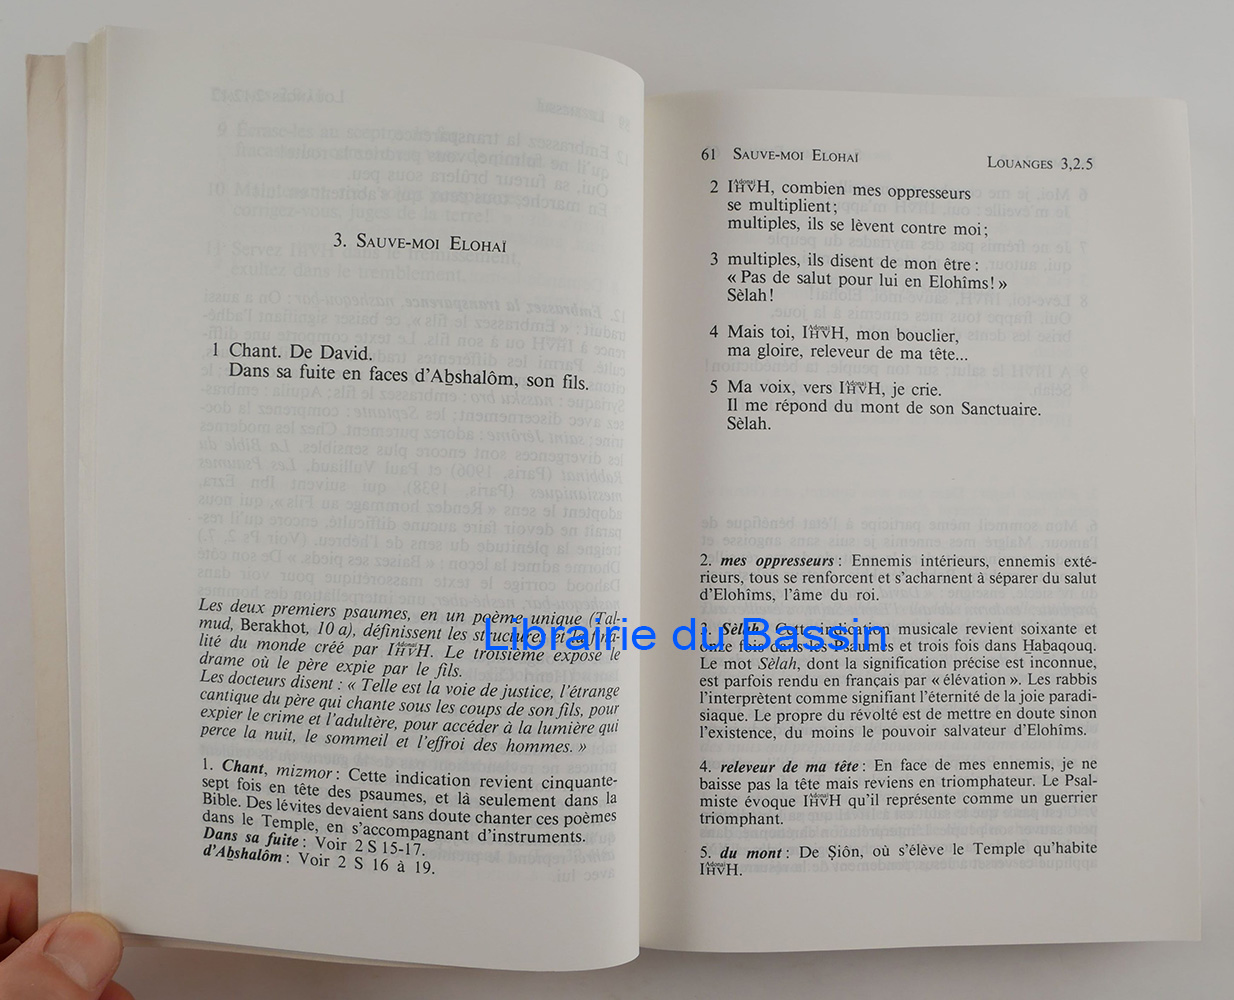 3. SAUVE-MOI ELOHAÏ
1 Chant. De David.
Dans sa fuite en faces d'Aḇshalôm, son fils.
Les deux premiers psaumes, en un poème unique (Tal-
mud, Berakhot, 10 a), définissent les structures et la fina-
lité du monde créé par IHVH. Le troisième expose le
drame où le père expie par le fils.
Les docteurs disent : « Telle est la voie de justice, l'étrange
cantique du père qui chante sous les coups de son fils, pour
expier le crime et l'adultère, pour accéder à la lumière qui
perce la nuit, le sommeil et l'effroi des hommes. »
1. Chant, mizmor : Cette indication revient cinquante-
sept fois en tête des psaumes, et là seulement dans la
Bible. Des lévites devaient sans doute chanter ces poèmes
dans le Temple, en s'accompagnant d'instruments.
Dans sa fuite : Voir 2 S 15-17.
d'Aḇshalôm : Voir 2 S 16 à 19.
61 SAUVE-MOI ELOHAÏ LOUANGES 3,2.5
2 IHVH, combien mes oppresseurs
se multiplient ;
multiples, ils se lèvent contre moi ;
3 multiples, ils disent de mon être :
« Pas de salut pour lui en Elohîms ! »
Sèlah !
4 Mais toi, IHVH, mon bouclier,
ma gloire, releveur de ma tête...
5 Ma voix, vers IHVH, je crie.
Il me répond du mont de son Sanctuaire.
Sèlah.
2. mes oppresseurs : Ennemis intérieurs, ennemis exté-
rieurs, tous se renforcent et s'acharnent à séparer du salut
d'Elohîms, l'âme du roi.
3. Sèlah, Cette indication musicale revient soixante et
onze fois dans les Psaumes et trois fois dans H̱aḇaqouq.
Le mot Sèlah, dont la signification précise est inconnue,
est parfois rendu en français par « élévation ». Les rabbis
l'interprètent comme signifiant l'éternité de la joie paradi-
siaque. Le propre du révolté est de mettre en doute sinon
l'existence, du moins le pouvoir salvateur d'Elohîms.
4. releveur de ma tête : En face de mes ennemis, je ne
baisse pas la tête mais reviens en triomphateur. Le Psal-
miste évoque IHVH qu'il représente comme un guerrier
triomphant.
5. du mont : De Ṣiôn, où s'élève le Temple qu'habite
IHVH.
Librairie du Bassin